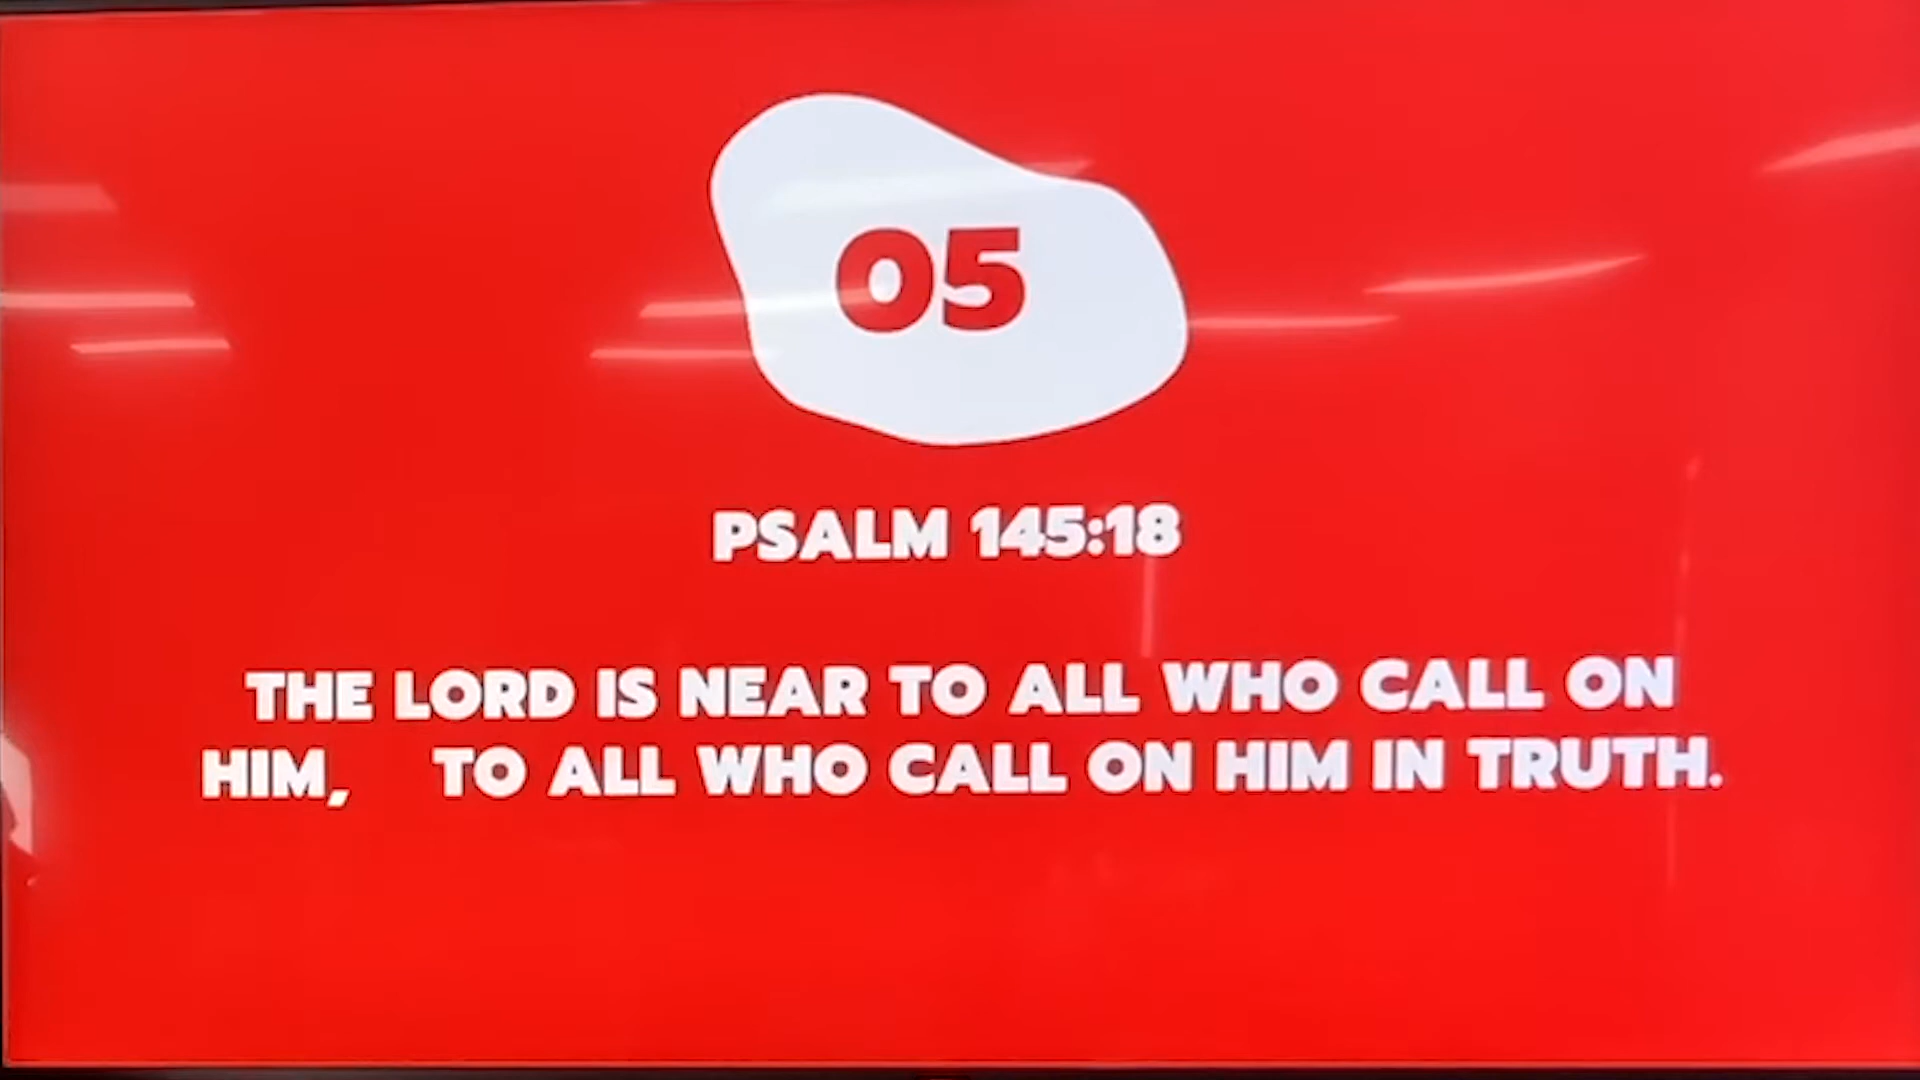 05
PSALM 145:18
THE LORD IS NEAR TO ALL WHO CALL ON
HIM, TO ALL WHO CALL ON HIM IN TRUTH.